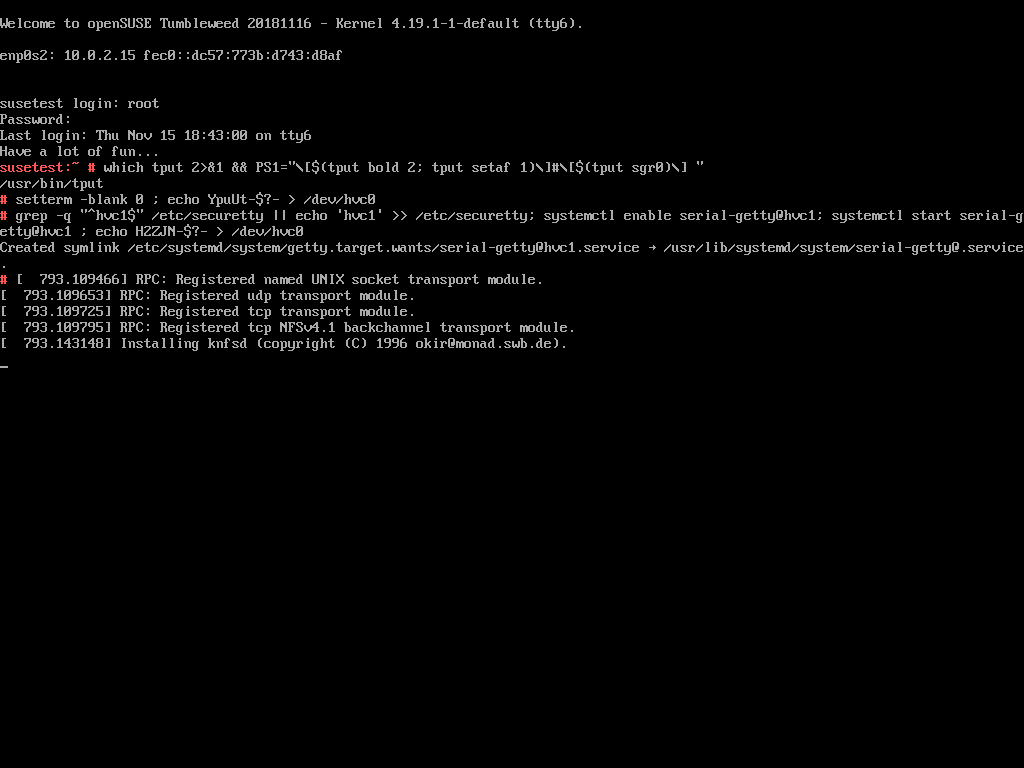 Welcome to openSUSE Tumbleweed 20181116 - Kernel 4.19.1-1-default (tty6).
enp0s2: 10.0.2.15 fec0::dc57:773b:d743:d8af
susetest login: root
Password:
Last login: Thu Nov 15 18:43:00 on tty6
Have a lot of fun...
susetest:~ # which tput 2>&1 && PS1="\[$(tput bold 2; tput setaf 1)\]#\[$(tput sgr0)\] "
/usr/bin/tput
# setterm -blank 0 ; echo YpuUt-$?- > /dev/hvc0
# grep -q "^hvc1$" /etc/securetty || echo 'hvc1' >> /etc/securetty; systemctl enable serial-getty@hvc1; systemctl start serial-g
etty@hvc1 ; echo H2ZJN-$?- > /dev/hvc0
Created symlink /etc/systemd/system/getty.target.wants/serial-getty@hvc1.service → /usr/lib/systemd/system/serial-getty@.service
.
# [  793.109466] RPC: Registered named UNIX socket transport module.
[  793.109653] RPC: Registered udp transport module.
[  793.109725] RPC: Registered tcp transport module.
[  793.109795] RPC: Registered tcp NFSv4.1 backchannel transport module.
[  793.143148] Installing knfsd (copyright (C) 1996 okir@monad.swb.de).